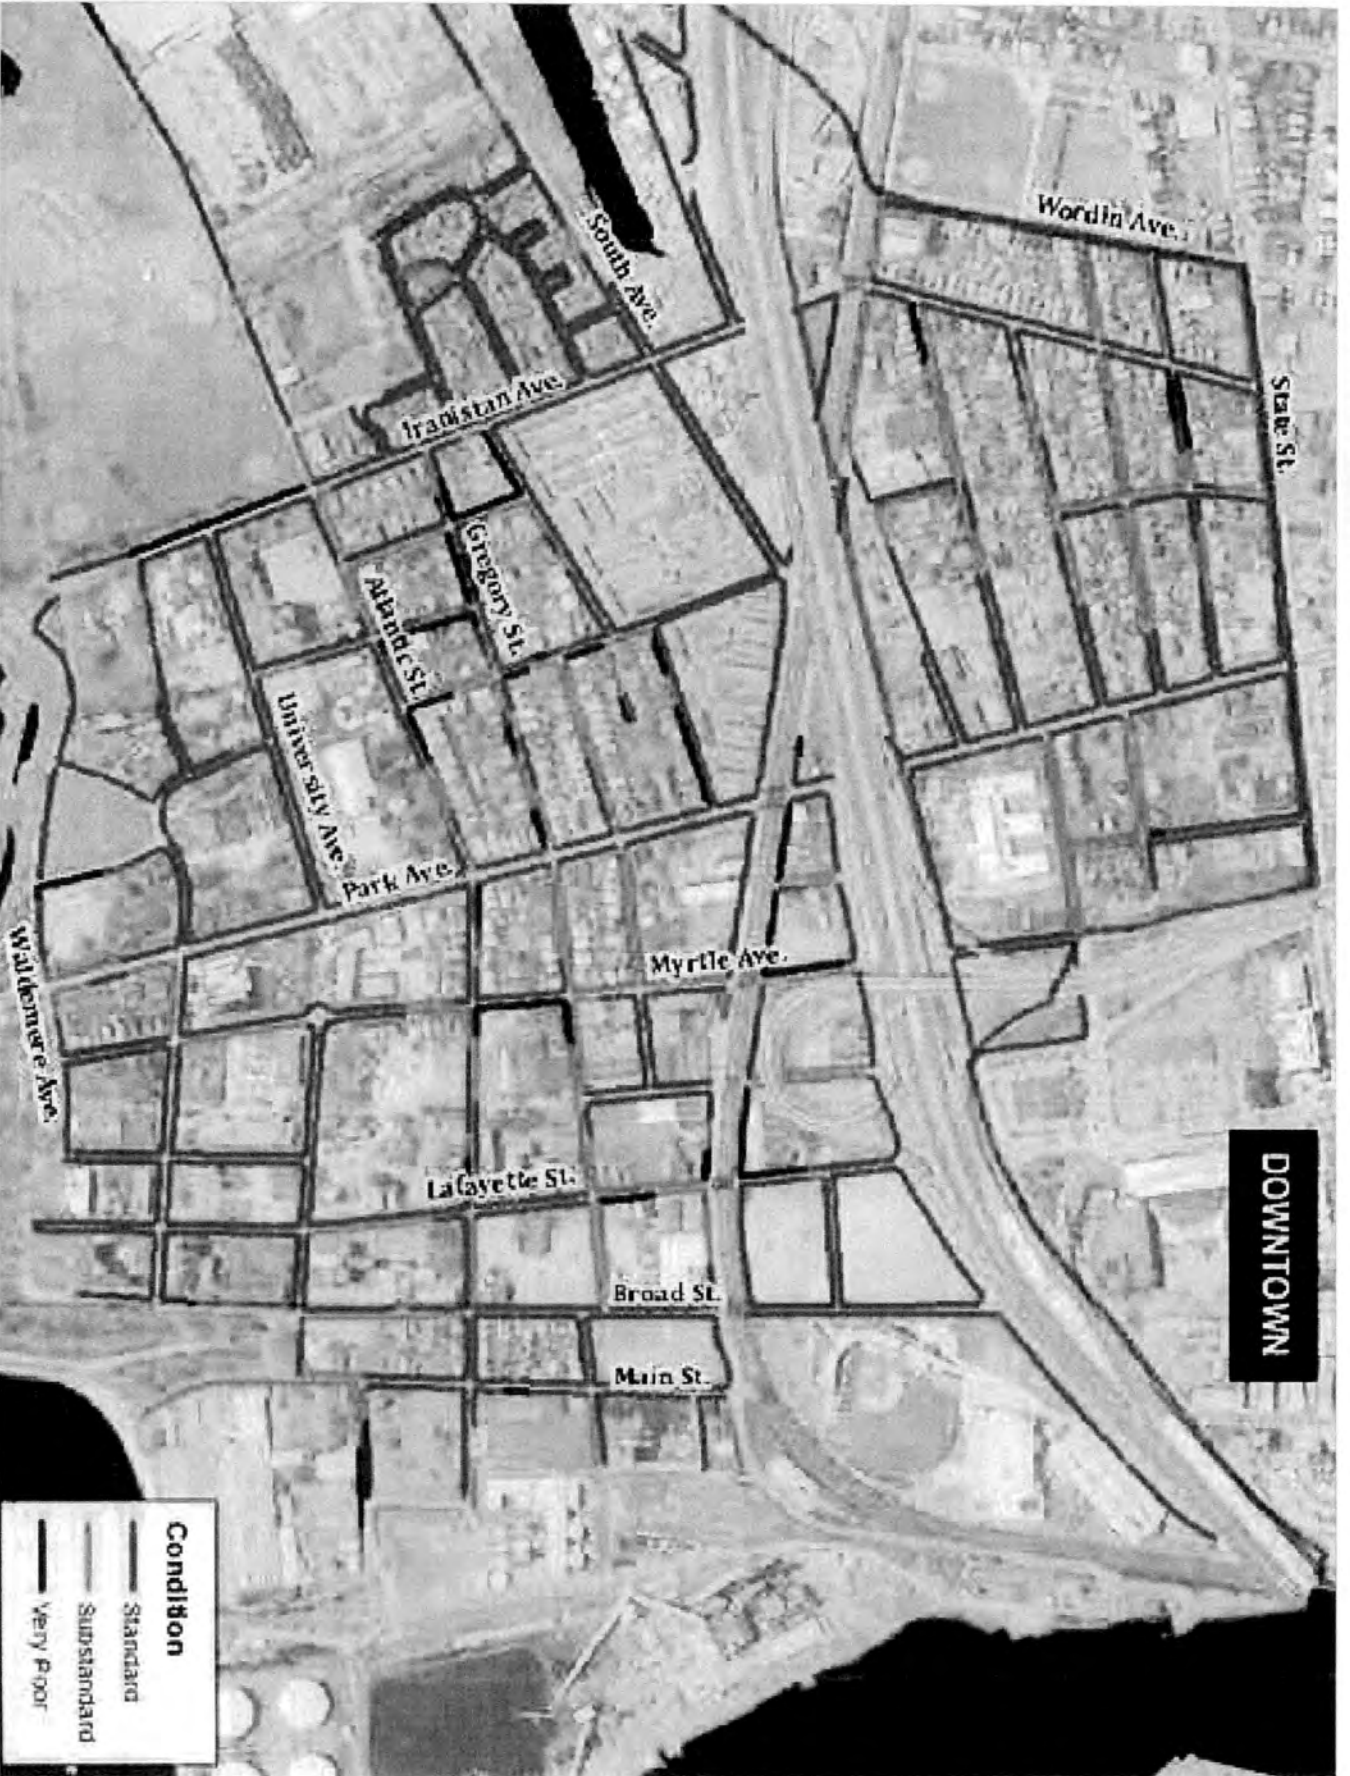 Wordin Ave.
South Ave.
State St.
Iranistan Ave.
Gregory St.
Atlantic St.
University Ave.
Park Ave.
Myrtle Ave.
Waldemere Ave.
DOWNTOWN
Lafayette St.
Broad St.
Main St.
Condition
Standard
Substandard
Very Poor